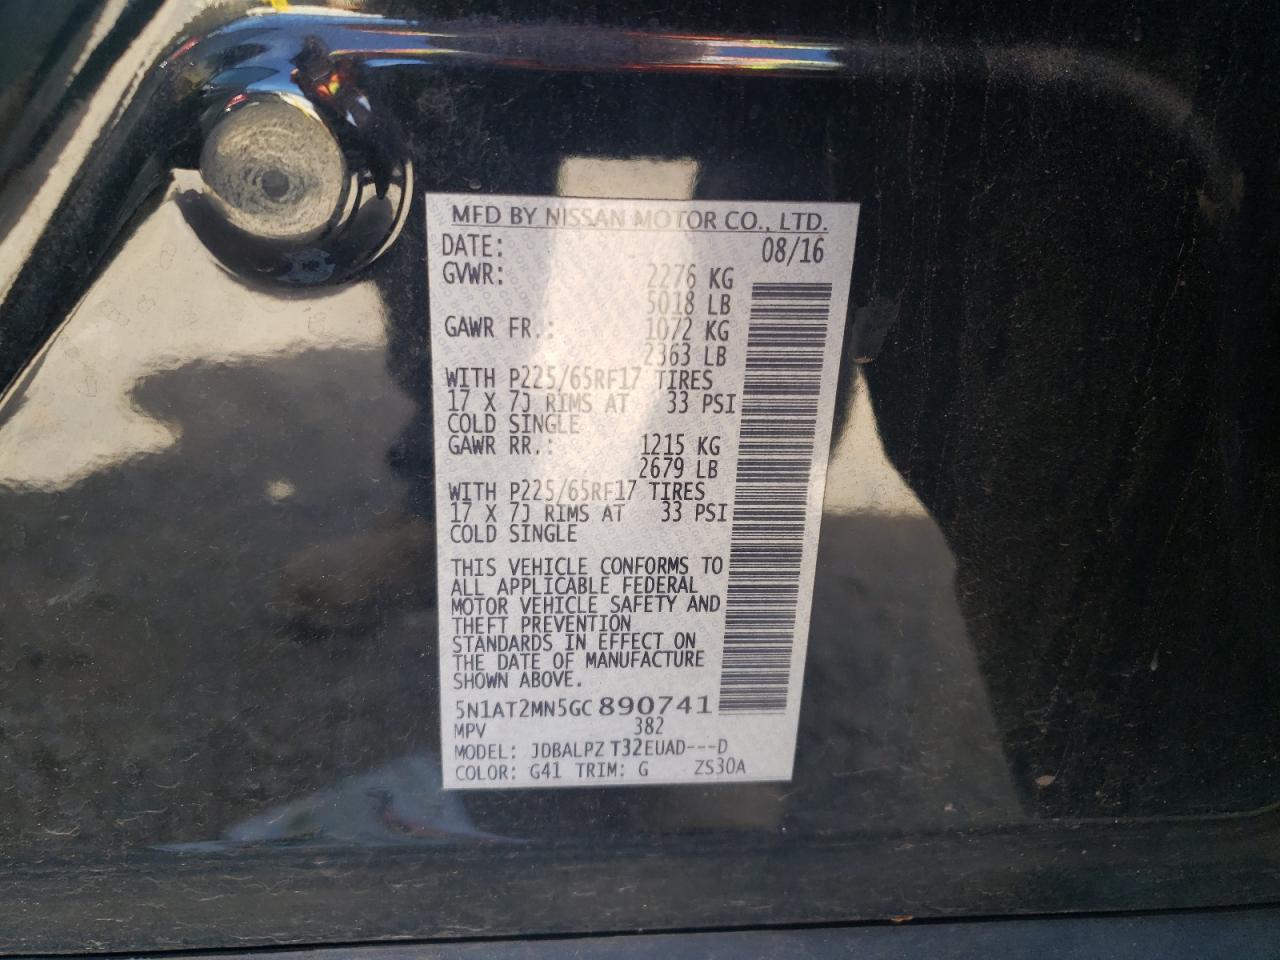 MFD BY NISSAN MOTOR CO., LTD.
DATE: 08/16
GVWR: 2276 KG
5018 LB
GAWR FR.: 1072 KG
2363 LB
WITH P225/65RF17 TIRES
17 X 7J RIMS AT 33 PSI
COLD SINGLE
GAWR RR.: 1215 KG
2679 LB
WITH P225/65RF17 TIRES
17 X 7J RIMS AT 33 PSI
COLD SINGLE
THIS VEHICLE CONFORMS TO
ALL APPLICABLE FEDERAL
MOTOR VEHICLE SAFETY AND
THEFT PREVENTION
STANDARDS IN EFFECT ON
THE DATE OF MANUFACTURE
SHOWN ABOVE.
5N1AT2MN5GC890741
MPV 382
MODEL: JDBALPZ T32EUAD---D
COLOR: G41 TRIM: G ZS30A